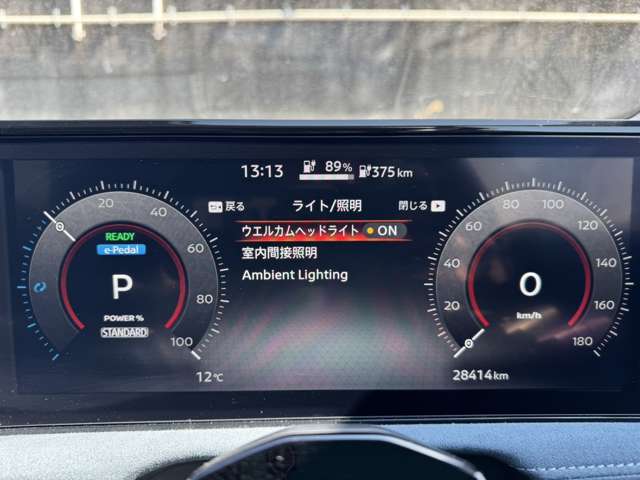 13:13 89% 375km
戻る ライト/照明 閉じる
ウエルカムヘッドライト ON
室内間接照明
Ambient Lighting
0 20 40 60 80 100
READY
e-Pedal
P
POWER %
STANDARD
12℃
0 20 40 60 80 100 120 140 160 180
0
km/h
28414km